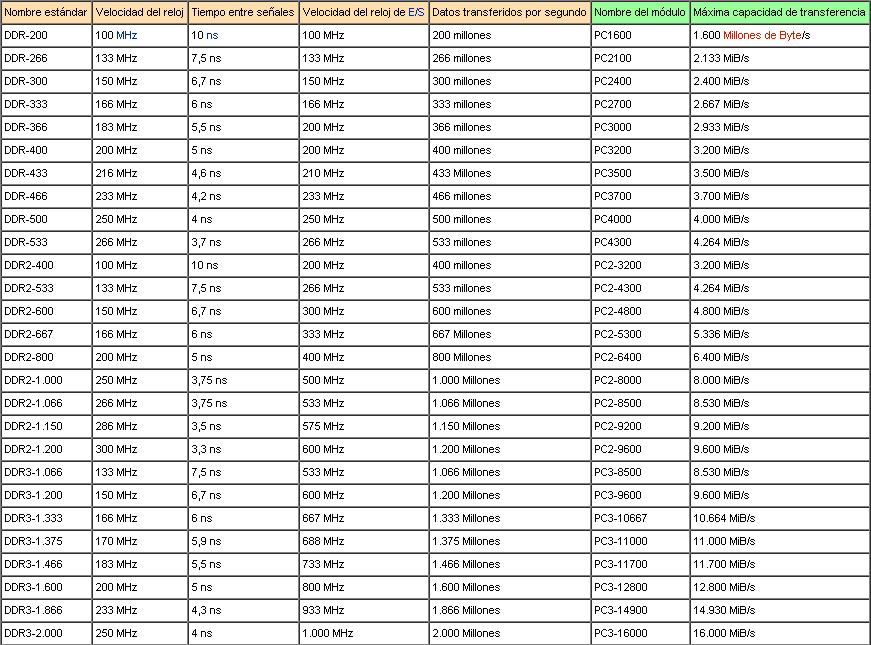 Nombre estándar Velocidad del reloj Tiempo entre señales Velocidad del reloj de E/S Datos transferidos por segundo Nombre del módulo Máxima capacidad de transferencia
DDR-200 100 MHz 10 ns 100 MHz 200 millones PC1600 1.600 Millones de Byte/s
DDR-266 133 MHz 7,5 ns 133 MHz 266 millones PC2100 2.133 MiB/s
DDR-300 150 MHz 6,7 ns 150 MHz 300 millones PC2400 2.400 MiB/s
DDR-333 166 MHz 6 ns 166 MHz 333 millones PC2700 2.667 MiB/s
DDR-366 183 MHz 5,5 ns 200 MHz 366 millones PC3000 2.933 MiB/s
DDR-400 200 MHz 5 ns 200 MHz 400 millones PC3200 3.200 MiB/s
DDR-433 216 MHz 4,6 ns 210 MHz 433 Millones PC3500 3.500 MiB/s
DDR-466 233 MHz 4,2 ns 233 MHz 466 millones PC3700 3.700 MiB/s
DDR-500 250 MHz 4 ns 250 MHz 500 millones PC4000 4.000 MiB/s
DDR-533 266 MHz 3,7 ns 266 MHz 533 millones PC4300 4.264 MiB/s
DDR2-400 100 MHz 10 ns 200 MHz 400 millones PC2-3200 3.200 MiB/s
DDR2-533 133 MHz 7,5 ns 266 MHz 533 millones PC2-4300 4.264 MiB/s
DDR2-600 150 MHz 6,7 ns 300 MHz 600 millones PC2-4800 4.800 MiB/s
DDR2-667 166 MHz 6 ns 333 MHz 667 Millones PC2-5300 5.336 MiB/s
DDR2-800 200 MHz 5 ns 400 MHz 800 Millones PC2-6400 6.400 MiB/s
DDR2-1.000 250 MHz 3,75 ns 500 MHz 1.000 Millones PC2-8000 8.000 MiB/s
DDR2-1.066 266 MHz 3,75 ns 533 MHz 1.066 Millones PC2-8500 8.530 MiB/s
DDR2-1.150 286 MHz 3,5 ns 575 MHz 1.150 Millones PC2-9200 9.200 MiB/s
DDR2-1.200 300 MHz 3,3 ns 600 MHz 1.200 Millones PC2-9600 9.600 MiB/s
DDR3-1.066 133 MHz 7,5 ns 533 MHz 1.066 Millones PC3-8500 8.530 MiB/s
DDR3-1.200 150 MHz 6,7 ns 600 MHz 1.200 Millones PC3-9600 9.600 MiB/s
DDR3-1.333 166 MHz 6 ns 667 MHz 1.333 Millones PC3-10667 10.664 MiB/s
DDR3-1.375 170 MHz 5,9 ns 688 MHz 1.375 Millones PC3-11000 11.000 MiB/s
DDR3-1.466 183 MHz 5,5 ns 733 MHz 1.466 Millones PC3-11700 11.700 MiB/s
DDR3-1.600 200 MHz 5 ns 800 MHz 1.600 Millones PC3-12800 12.800 MiB/s
DDR3-1.866 233 MHz 4,3 ns 933 MHz 1.866 Millones PC3-14900 14.930 MiB/s
DDR3-2.000 250 MHz 4 ns 1.000 MHz 2.000 Millones PC3-16000 16.000 MiB/s